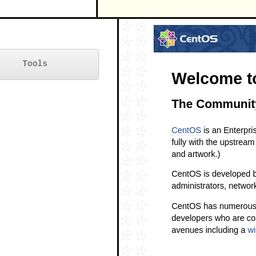 Tools
CentOS
Welcome to
The Community
CentOS is an Enterpris
fully with the upstream
and artwork.)
CentOS is developed b
administrators, network
CentOS has numerous
developers who are co
avenues including a wi